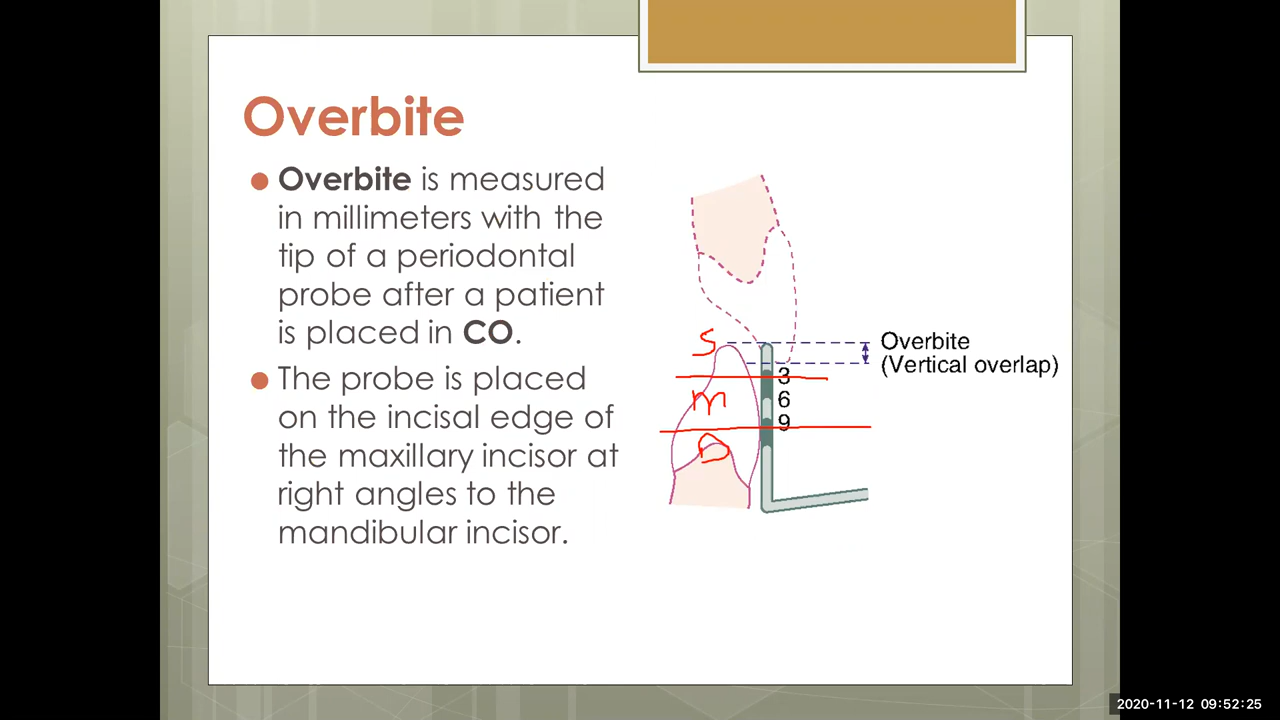 Overbite
Overbite is measured
in millimeters with the
tip of a periodontal
probe after a patient
is placed in CO.
The probe is placed
on the incisal edge of
the maxillary incisor at
right angles to the
mandibular incisor.
S
m
D
3
6
9
Overbite
(Vertical overlap)
2020-11-12 09:52:25